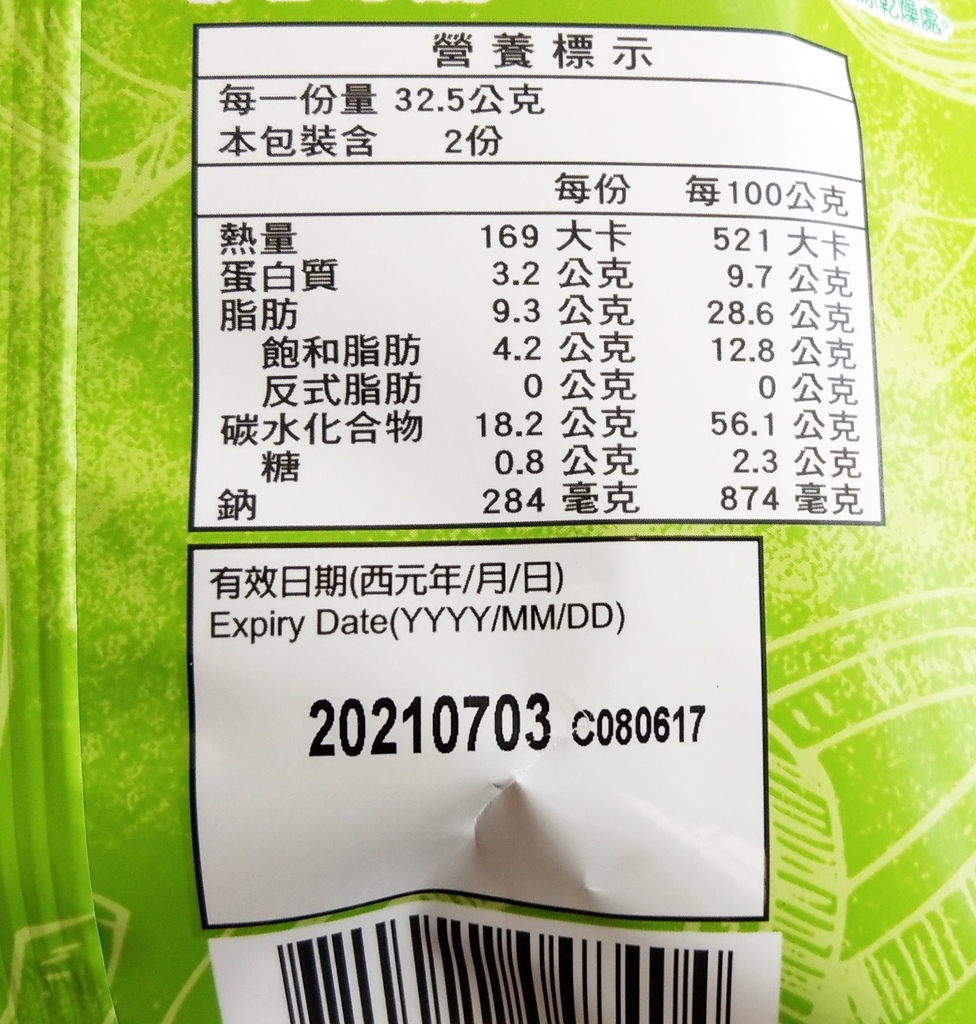 乾燥處。
營養標示
每一份量 32.5公克
本包裝含 2份
每份 每100公克
熱量 169 大卡 521 大卡
蛋白質 3.2 公克 9.7 公克
脂肪 9.3 公克 28.6 公克
飽和脂肪 4.2 公克 12.8 公克
反式脂肪 0 公克 0 公克
碳水化合物 18.2 公克 56.1 公克
糖 0.8 公克 2.3 公克
鈉 284 毫克 874 毫克
有效日期(西元年/月/日)
Expiry Date(YYYY/MM/DD)
20210703 C080617